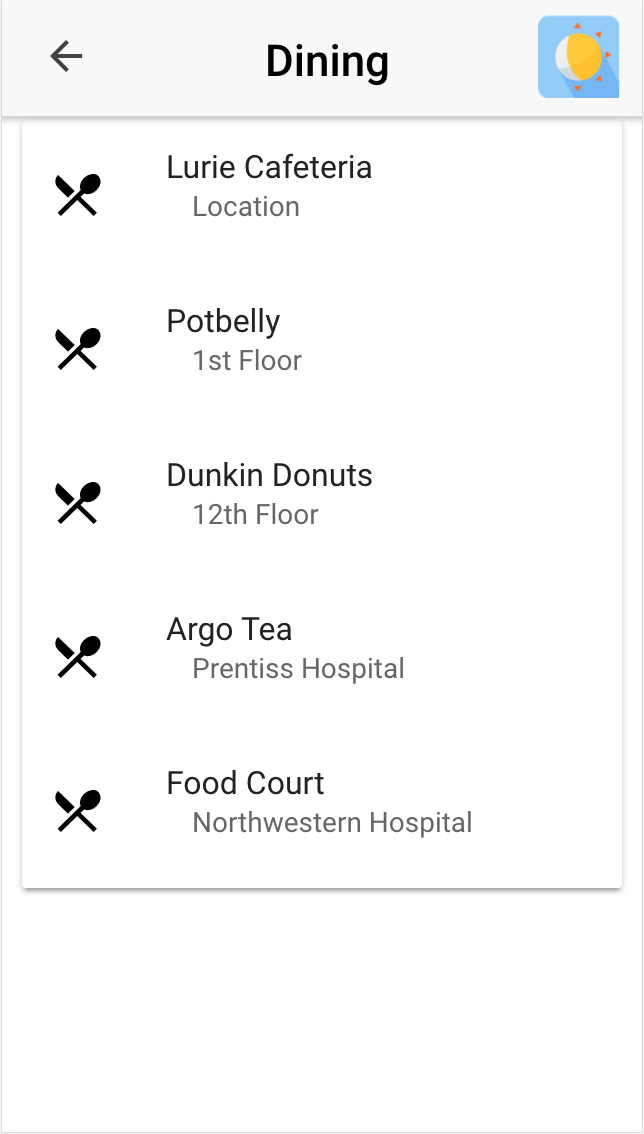 Dining
Lurie Cafeteria
Location
Potbelly
1st Floor
Dunkin Donuts
12th Floor
Argo Tea
Prentiss Hospital
Food Court
Northwestern Hospital